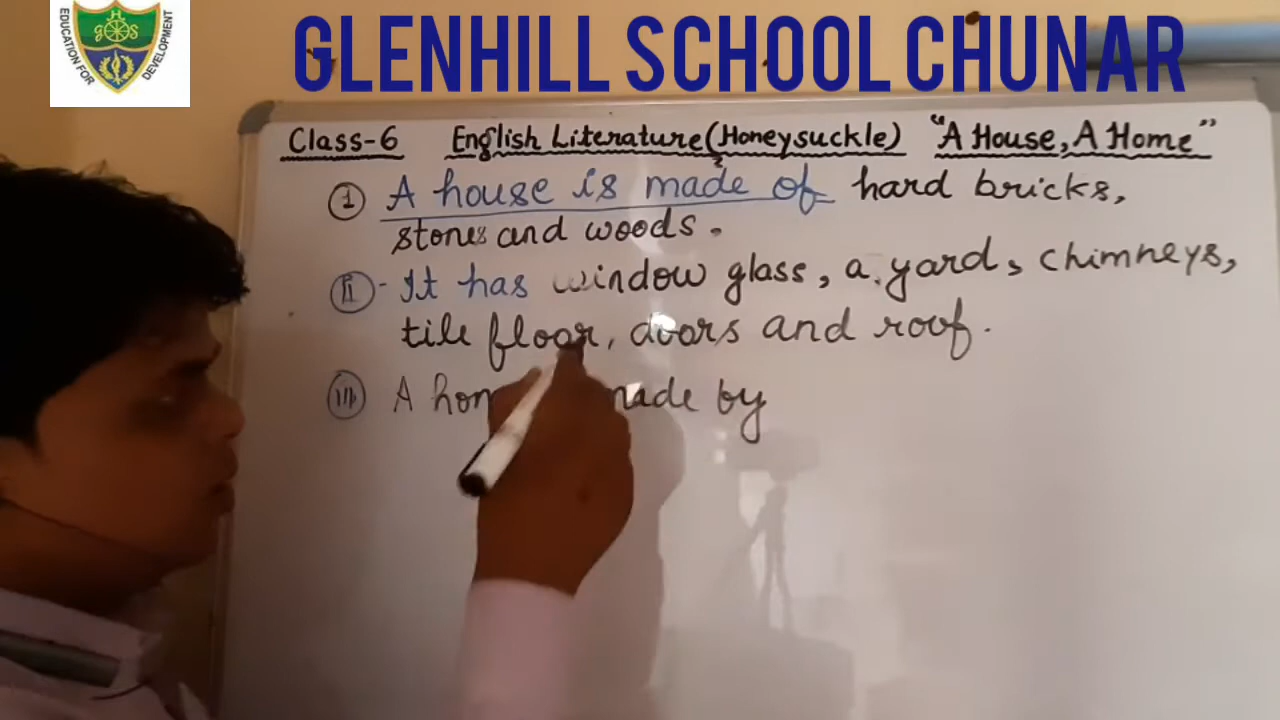 EDUCATION FOR DEVELOPMENT
GHS
GLENHILL SCHOOL CHUNAR
Class-6 English Literature (Honeysuckle) "A House, A Home"
I A house is made of hard bricks,
stones and woods.
II - It has window glass, a yard, chimneys,
tile floor, doors and roof.
III A made by